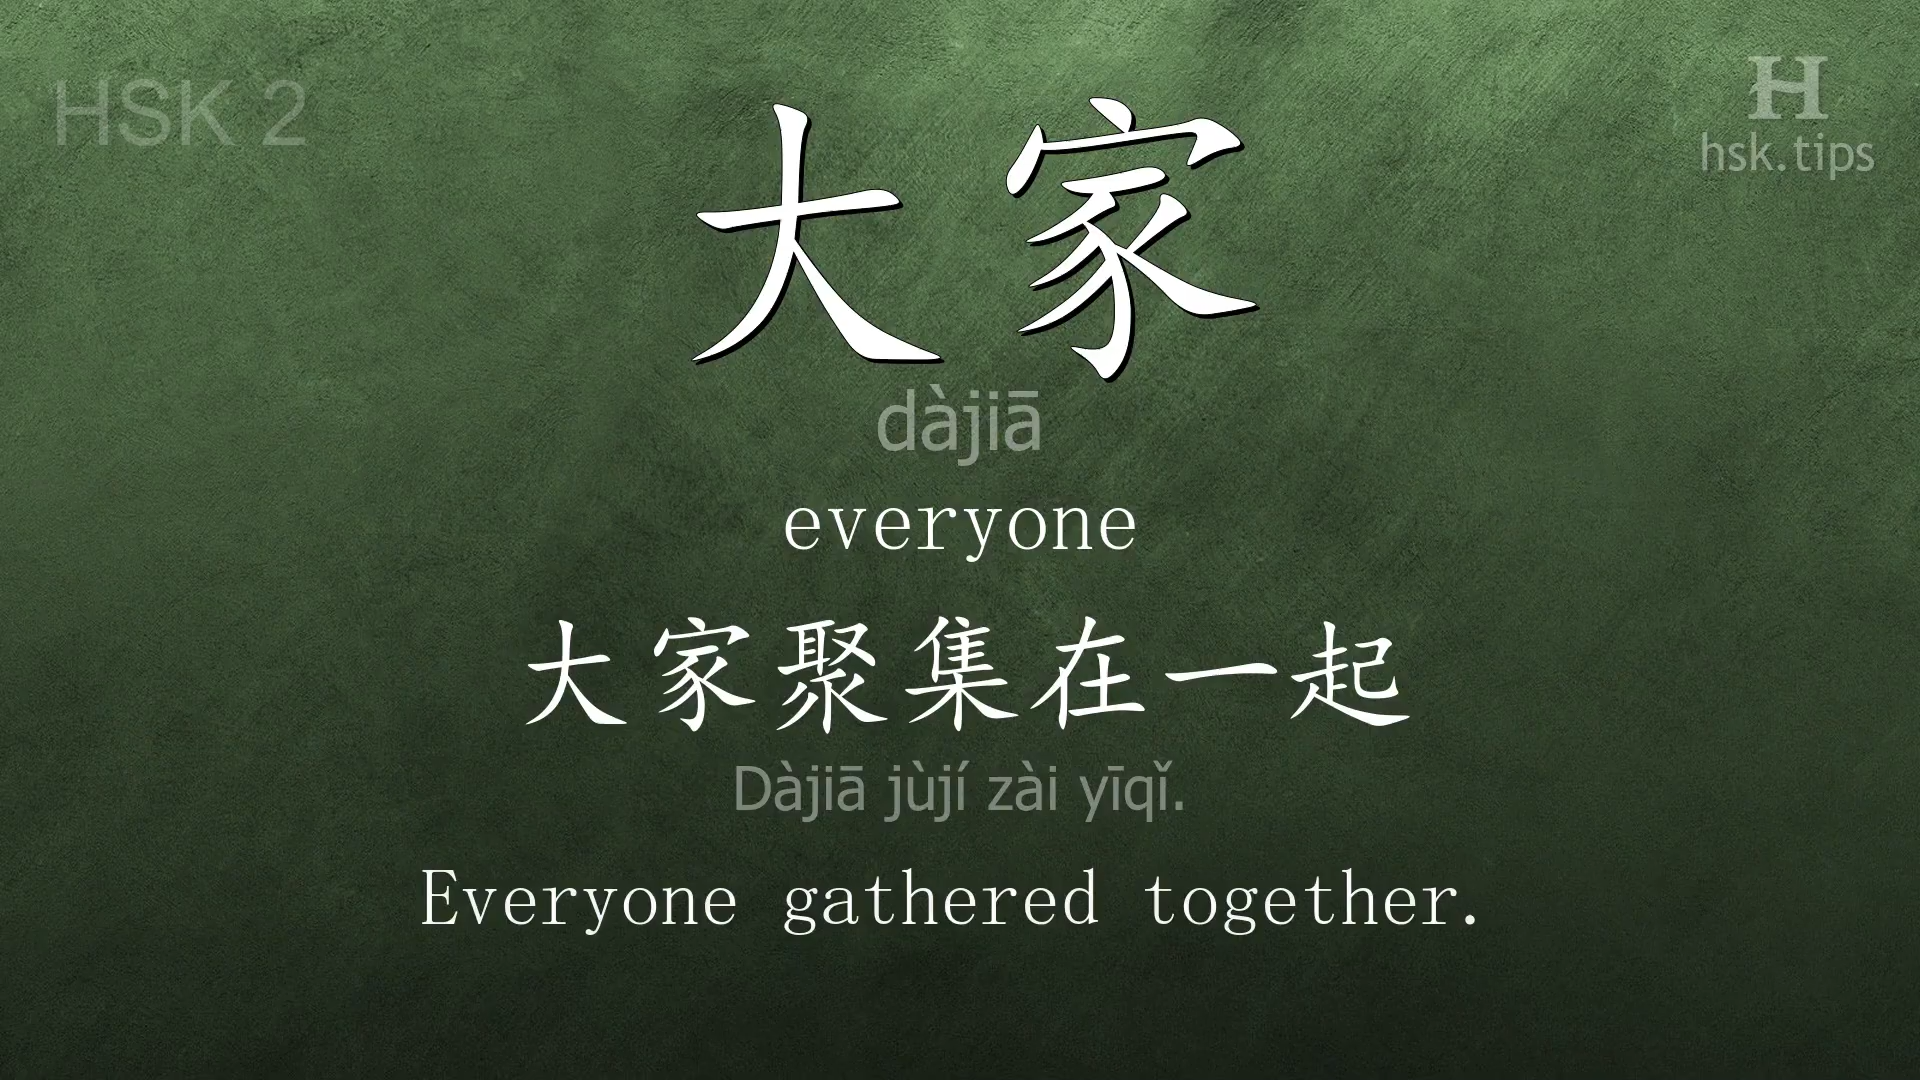 HSK 2
H
hsk.tips
大家
dàjiā
everyone
大家聚集在一起
Dàjiā jùjí zài yīqǐ.
Everyone gathered together.